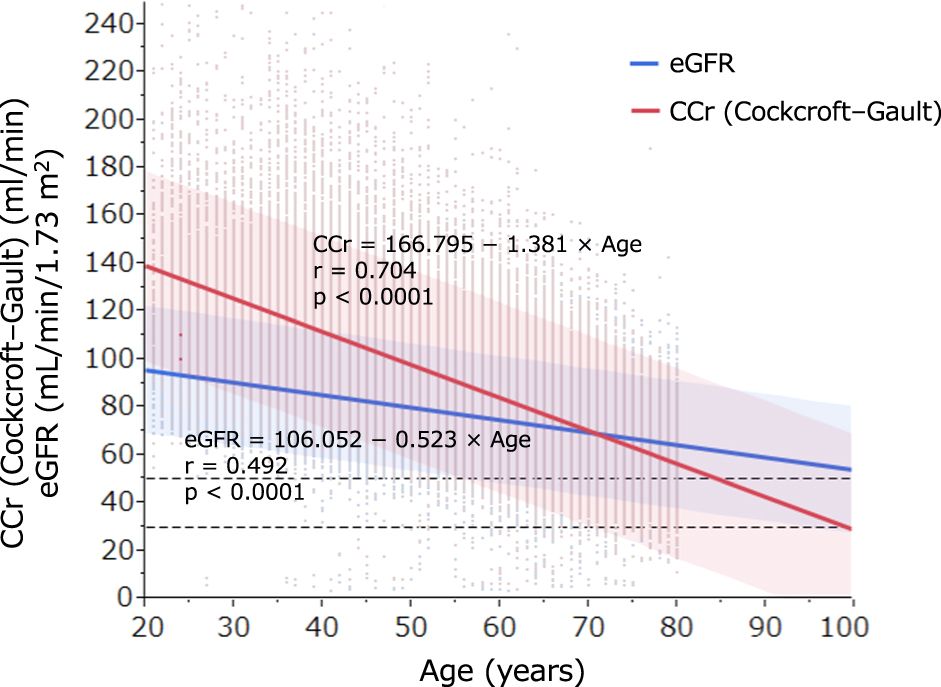 CCr (Cockcroft–Gault) (ml/min)
eGFR (mL/min/1.73 m²)
240
220
200
180
160
140
120
100
80
60
40
20
0
eGFR
CCr (Cockcroft–Gault)
CCr = 166.795 − 1.381 × Age
r = 0.704
p < 0.0001
eGFR = 106.052 − 0.523 × Age
r = 0.492
p < 0.0001
20 30 40 50 60 70 80 90 100
Age (years)